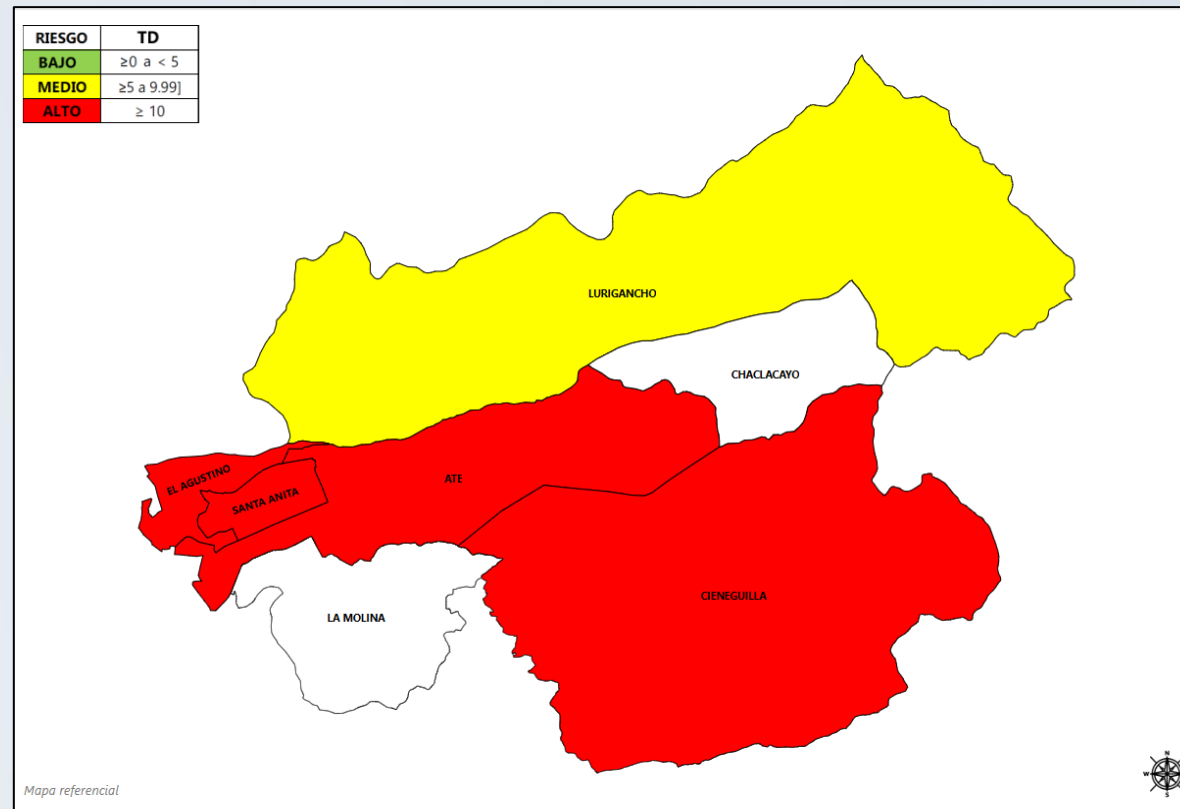 RIESGO TD
BAJO ≥0 a < 5
MEDIO ≥5 a 9.99]
ALTO ≥ 10
LURIGANCHO
CHACLACAYO
EL AGUSTINO
ATE
SANTA ANITA
CIENEGUILLA
LA MOLINA
Mapa referencial
N
W
S